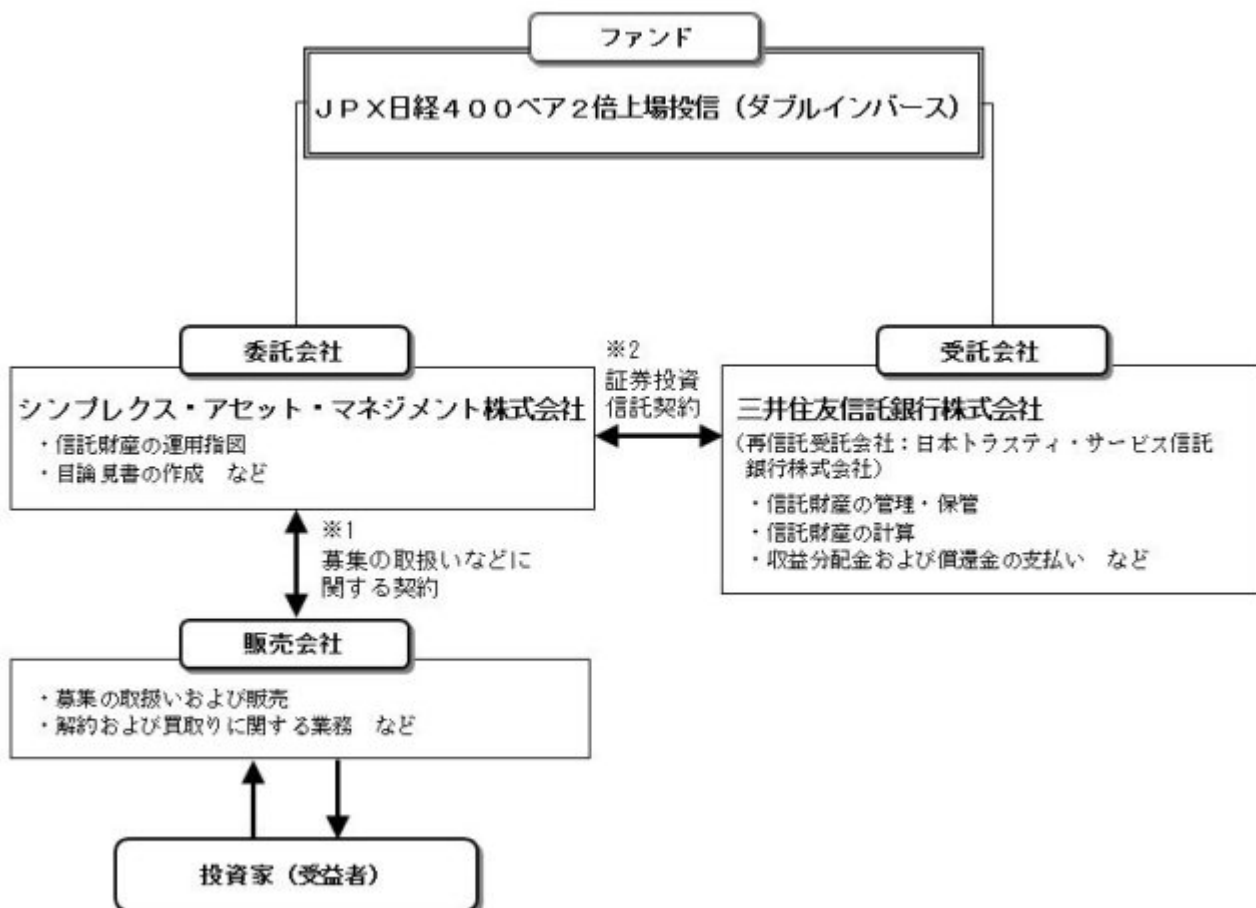 ファンド
JPX日経400ベア2倍上場投信（ダブルインバース）
委託会社
シンプレクス・アセット・マネジメント株式会社
・信託財産の運用指図
・目論見書の作成　など
※2
証券投資
信託契約
受託会社
三井住友信託銀行株式会社
（再信託受託会社：日本トラスティ・サービス信託
銀行株式会社）
・信託財産の管理・保管
・信託財産の計算
・収益分配金および償還金の支払い　など
※1
募集の取扱いなどに
関する契約
販売会社
・募集の取扱いおよび販売
・解約および買取りに関する業務　など
投資家（受益者）